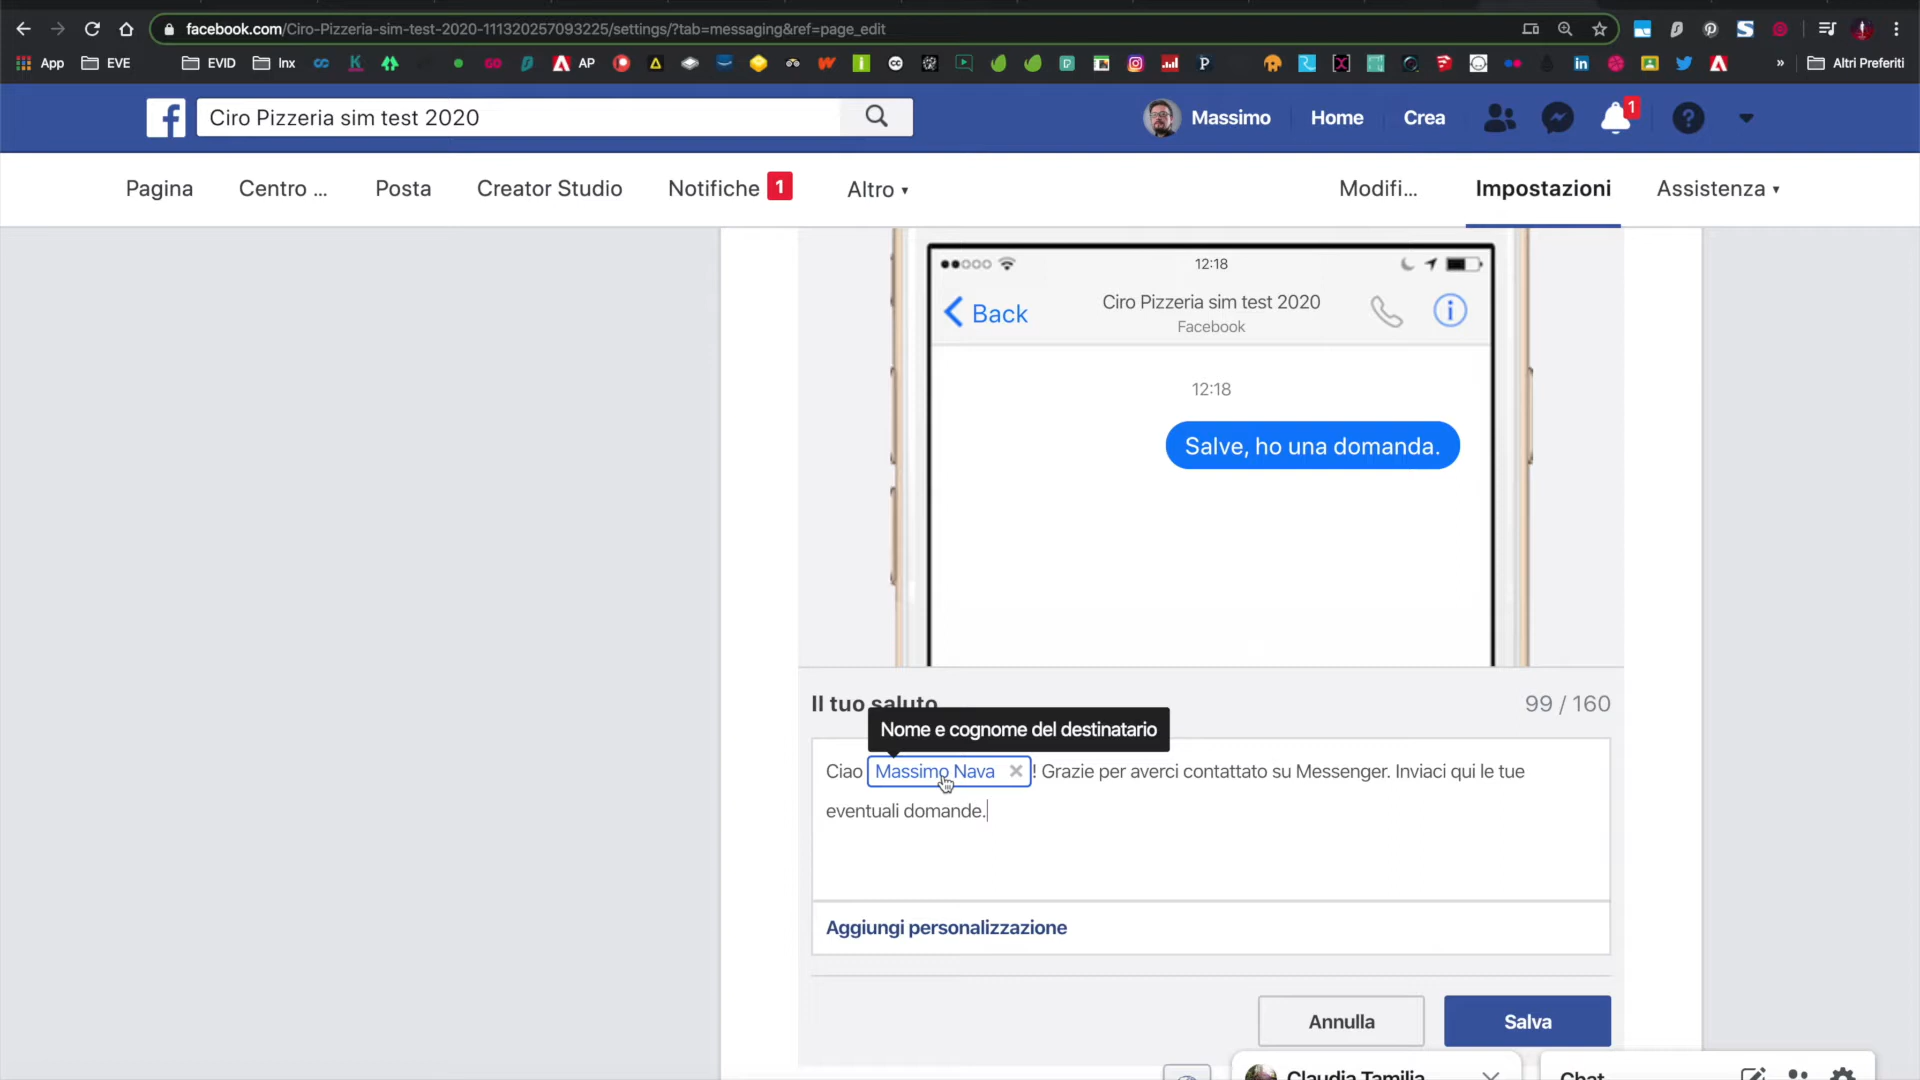 facebook.com/Ciro-Pizzeria-sim-test-2020-111320257093225/settings/?tab=messaging&ref=page_edit
App EVE EVID Inx AP Altri Preferiti
Ciro Pizzeria sim test 2020
Massimo Home Crea 1
Pagina Centro ... Posta Creator Studio Notifiche 1 Altro Modifi... Impostazioni Assistenza
12:18
Back
Ciro Pizzeria sim test 2020
Facebook
12:18
Salve, ho una domanda.
Il tuo saluto 99 / 160
Nome e cognome del destinatario
Ciao Massimo Nava ! Grazie per averci contattato su Messenger. Inviaci qui le tue
eventuali domande.
Aggiungi personalizzazione
Annulla Salva
Claudia Tamilia Chat